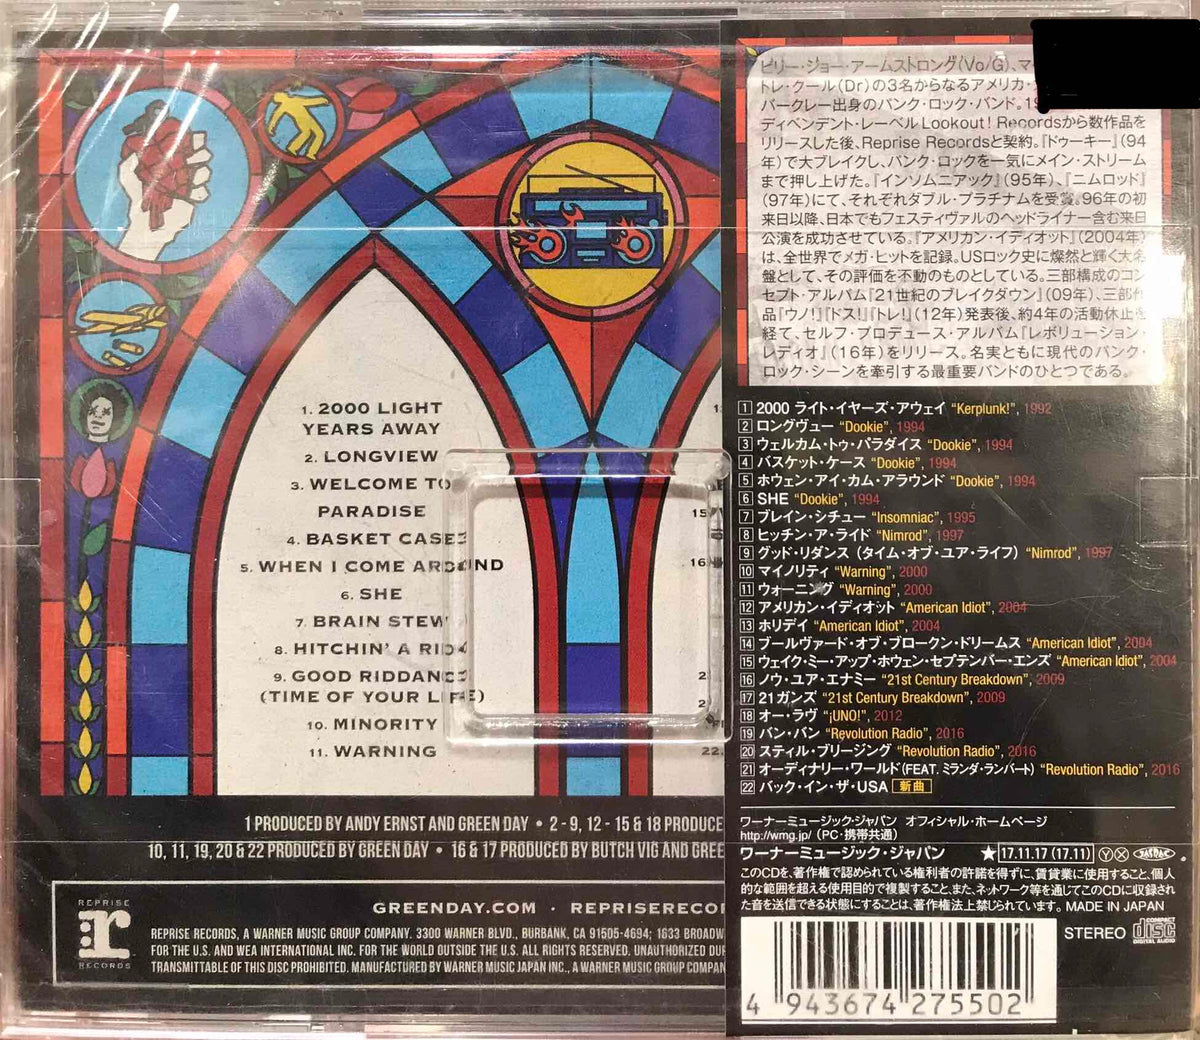 1. 2000 LIGHT
YEARS AWAY
2. LONGVIEW
3. WELCOME TO
PARADISE
4. BASKET CASE
5. WHEN I COME AROUND
6. SHE
7. BRAIN STEW
8. HITCHIN' A RIDE
9. GOOD RIDDANCE
(TIME OF YOUR LIFE)
10. MINORITY
11. WARNING
15
16
22.
1 PRODUCED BY ANDY ERNST AND GREEN DAY • 2 - 9, 12 - 15 & 18 PRODUCE
10, 11, 19, 20 & 22 PRODUCED BY GREEN DAY • 16 & 17 PRODUCED BY BUTCH VIG AND GREE
REPRISE
r
RECORDS
GREENDAY.COM · REPRISERECO
REPRISE RECORDS, A WARNER MUSIC GROUP COMPANY. 3300 WARNER BLVD., BURBANK, CA 91505-4694; 1633 BROADW
FOR THE U.S. AND WEA INTERNATIONAL INC. FOR THE WORLD OUTSIDE THE U.S. ALL RIGHTS RESERVED. UNAUTHORIZED DU
TRANSMITTABLE OF THIS DISC PROHIBITED. MANUFACTURED BY WARNER MUSIC JAPAN INC., A WARNER MUSIC GROUP COMPAN
ビリー・ジョー・アームストロング(Vo/G)、マ
トレ・クール(Dr)の3名からなるアメリカ・
バークレー出身のパンク・ロック・バンド。19
ディペンデント・レーベルLookout! Recordsから数作品を
リリースした後、Reprise Recordsと契約。『ドゥーキー』(94
年)で大ブレイクし、パンク・ロックを一気にメイン・ストリーム
まで押し上げた。『インソムニアック』(95年)、『ニムロッド』
(97年)にて、それぞれダブル・プラチナムを受賞。96年の初
来日以降、日本でもフェスティヴァルのヘッドライナー含む来日
公演を成功させている。『アメリカン・イディオット』(2004年)
は、全世界でメガ・ヒットを記録。USロック史に燦然と輝く大名
盤として、その評価を不動のものとしている。三部構成のコン
セプト・アルバム『21世紀のブレイクダウン』(09年)、三部作
品『ウノ!』『ドス!』『トレ!』(12年)発表後、約4年の活動休止を
経て、セルフ・プロデュース・アルバム『レボリューション・
レディオ』(16年)をリリース。名実ともに現代のパンク・
ロック・シーンを牽引する最重要バンドのひとつである。
1 2000 ライト・イヤーズ・アウェイ "Kerplunk!", 1992
2 ロングヴュー "Dookie", 1994
3 ウェルカム・トゥ・パラダイス "Dookie", 1994
4 バスケット・ケース "Dookie", 1994
5 ホウェン・アイ・カム・アラウンド "Dookie", 1994
6 SHE "Dookie", 1994
7 ブレイン・シチュー "Insomniac", 1995
8 ヒッチン・ア・ライド "Nimrod", 1997
9 グッド・リダンス (タイム・オブ・ユア・ライフ) "Nimrod", 1997
10 マイノリティ "Warning", 2000
11 ウォーニング "Warning", 2000
12 アメリカン・イディオット "American Idiot", 2004
13 ホリデイ "American Idiot", 2004
14 ブールヴァード・オブ・ブロークン・ドリームス "American Idiot", 2004
15 ウェイク・ミー・アップ・ホウェン・セプテンバー・エンズ "American Idiot", 2004
16 ノウ・ユア・エナミー "21st Century Breakdown", 2009
17 21ガンズ "21st Century Breakdown", 2009
18 オー・ラヴ "¡UNO!", 2012
19 バン・バン "Revolution Radio", 2016
20 スティル・ブリージング "Revolution Radio", 2016
21 オーディナリー・ワールド(FEAT. ミランダ・ランバート) "Revolution Radio", 2016
22 バック・イン・ザ・USA 新曲
ワーナーミュージック・ジャパン オフィシャル・ホームページ
http://wmg.jp/ (PC・携帯共通)
ワーナーミュージック・ジャパン ★ 17.11.17 (17.11) Ⓨ Ⓧ JASRAC
このCDを、著作権で認められている権利者の許諾を得ずに、賃貸業に使用すること、個人
的な範囲を超える使用目的で複製すること、また、ネットワーク等を通じてこのCDに収録され
た音を送信できる状態にすることは、著作権法上禁じられています。 MADE IN JAPAN
STEREO COMPACT disc DIGITAL AUDIO
4 943674 275502